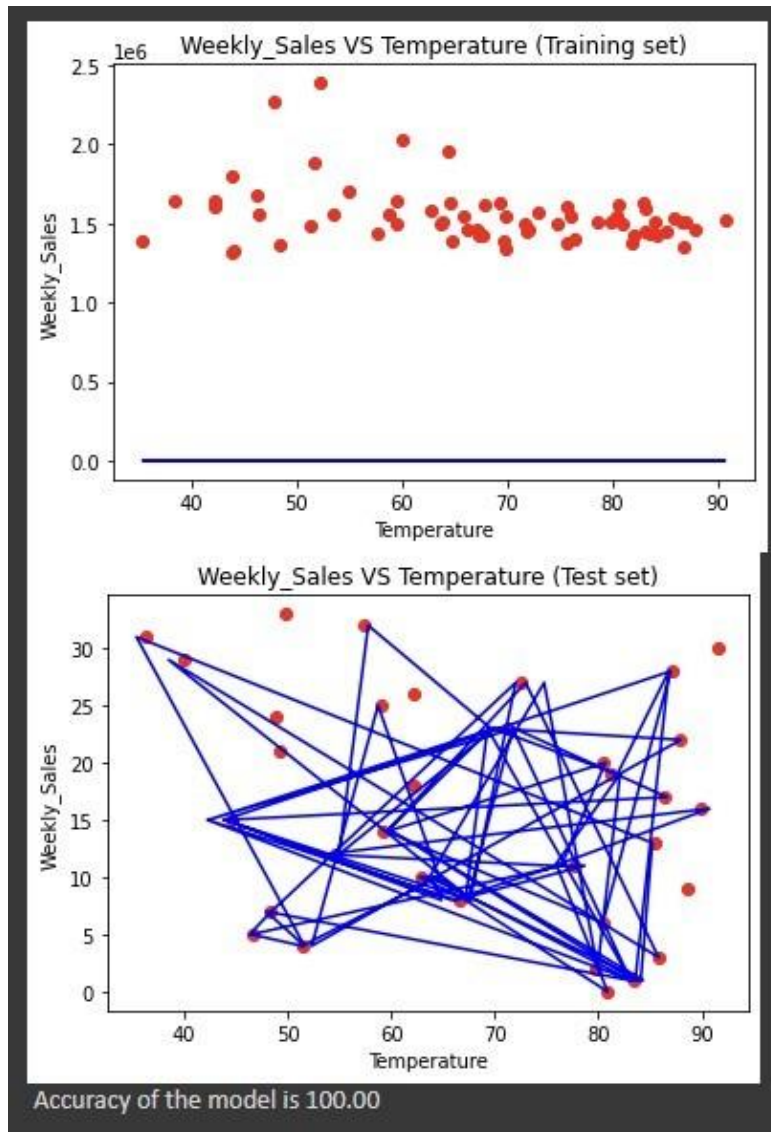 Weekly_Sales VS Temperature (Training set)
1e6
2.5
2.0
1.5
1.0
0.5
0.0
Weekly_Sales
40 50 60 70 80 90
Temperature
Weekly_Sales VS Temperature (Test set)
30
25
20
15
10
5
0
Weekly_Sales
40 50 60 70 80 90
Temperature
Accuracy of the model is 100.00